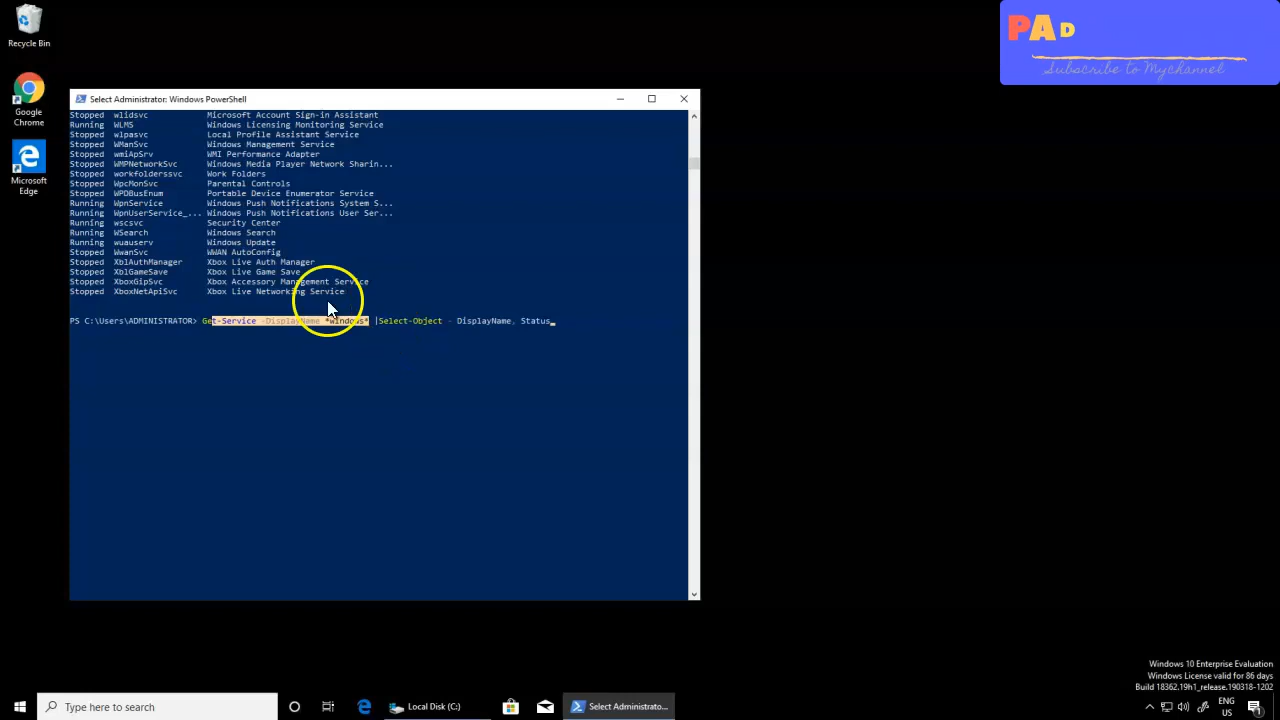 Recycle Bin
Google
Chrome
Microsoft
Edge
PAd
Subscribe to Mychannel
Select Administrator: Windows PowerShell
Stopped wlidsvc Microsoft Account Sign-in Assistant
Running WLMS Windows Licensing Monitoring Service
Stopped wlpasvc Local Profile Assistant Service
Stopped WManSvc Windows Management Service
Stopped wmiApSrv WMI Performance Adapter
Stopped WMPNetworkSvc Windows Media Player Network Sharin...
Stopped workfolderssvc Work Folders
Stopped WpcMonSvc Parental Controls
Stopped WPDBusEnum Portable Device Enumerator Service
Running WpnService Windows Push Notifications System S...
Running WpnUserService_... Windows Push Notifications User Ser...
Running wscsvc Security Center
Running WSearch Windows Search
Running wuauserv Windows Update
Stopped WwanSvc WWAN AutoConfig
Stopped XblAuthManager Xbox Live Auth Manager
Stopped XblGameSave Xbox Live Game Save
Stopped XboxGipSvc Xbox Accessory Management Service
Stopped XboxNetApiSvc Xbox Live Networking Service
PS C:\Users\ADMINISTRATOR> Get-Service -DisplayName *windows* |Select-Object - DisplayName, Status_
Windows 10 Enterprise Evaluation
Windows License valid for 86 days
Build 18362.19h1_release.190318-1202
Type here to search
Local Disk (C:)
Select Administrato...
ENG
US
1